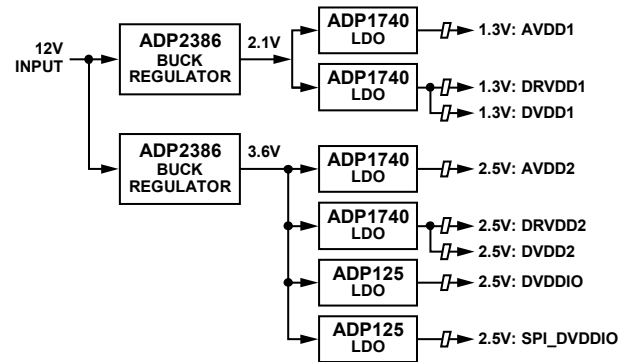 12V
INPUT
ADP2386
BUCK
REGULATOR
2.1V
ADP1740
LDO
1.3V: AVDD1
ADP1740
LDO
1.3V: DRVDD1
1.3V: DVDD1
ADP2386
BUCK
REGULATOR
3.6V
ADP1740
LDO
2.5V: AVDD2
ADP1740
LDO
2.5V: DRVDD2
2.5V: DVDD2
ADP125
LDO
2.5V: DVDDIO
ADP125
LDO
2.5V: SPI_DVDDIO